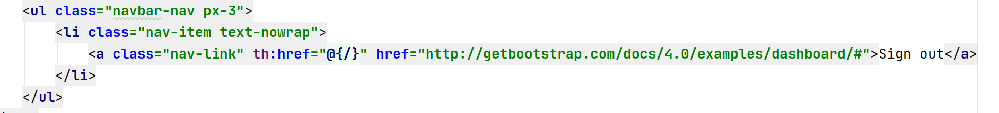 <ul class="navbar-nav px-3">
<li class="nav-item text-nowrap">
<a class="nav-link" th:href="@{/}" href="http://getbootstrap.com/docs/4.0/examples/dashboard/#">Sign out</a>
</li>
</ul>